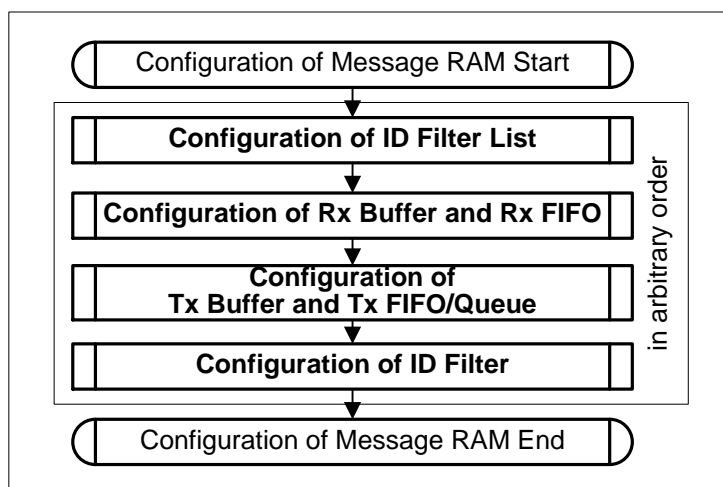 Configuration of Message RAM Start
Configuration of ID Filter List
Configuration of Rx Buffer and Rx FIFO
Configuration of
Tx Buffer and Tx FIFO/Queue
Configuration of ID Filter
in arbitrary order
Configuration of Message RAM End